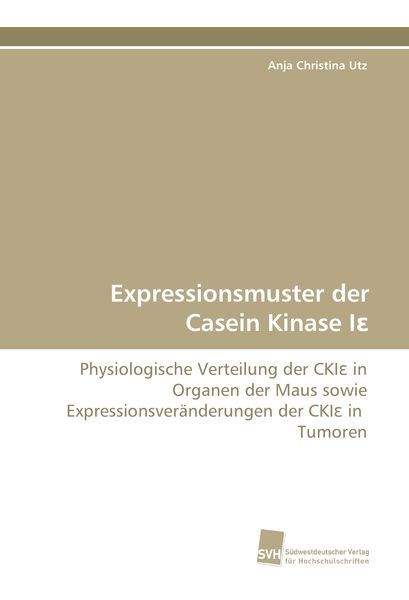 Anja Christina Utz
Expressionsmuster der
Casein Kinase Iε
Physiologische Verteilung der CKIε in
Organen der Maus sowie
Expressionsveränderungen der CKIε in
Tumoren
SVH
Südwestdeutscher Verlag
für Hochschulschriften